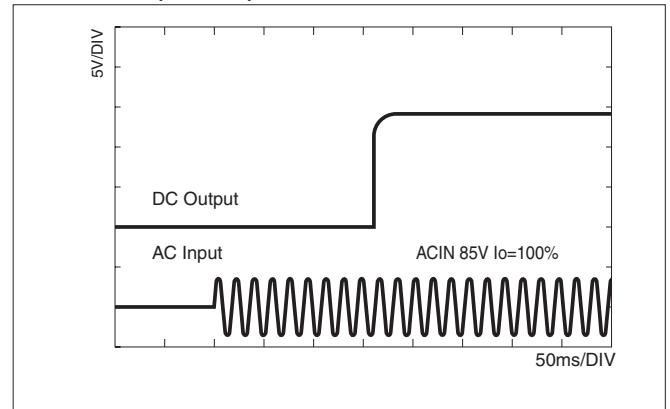 5V/DIV
DC Output
AC Input
ACIN 85V Io=100%
50ms/DIV